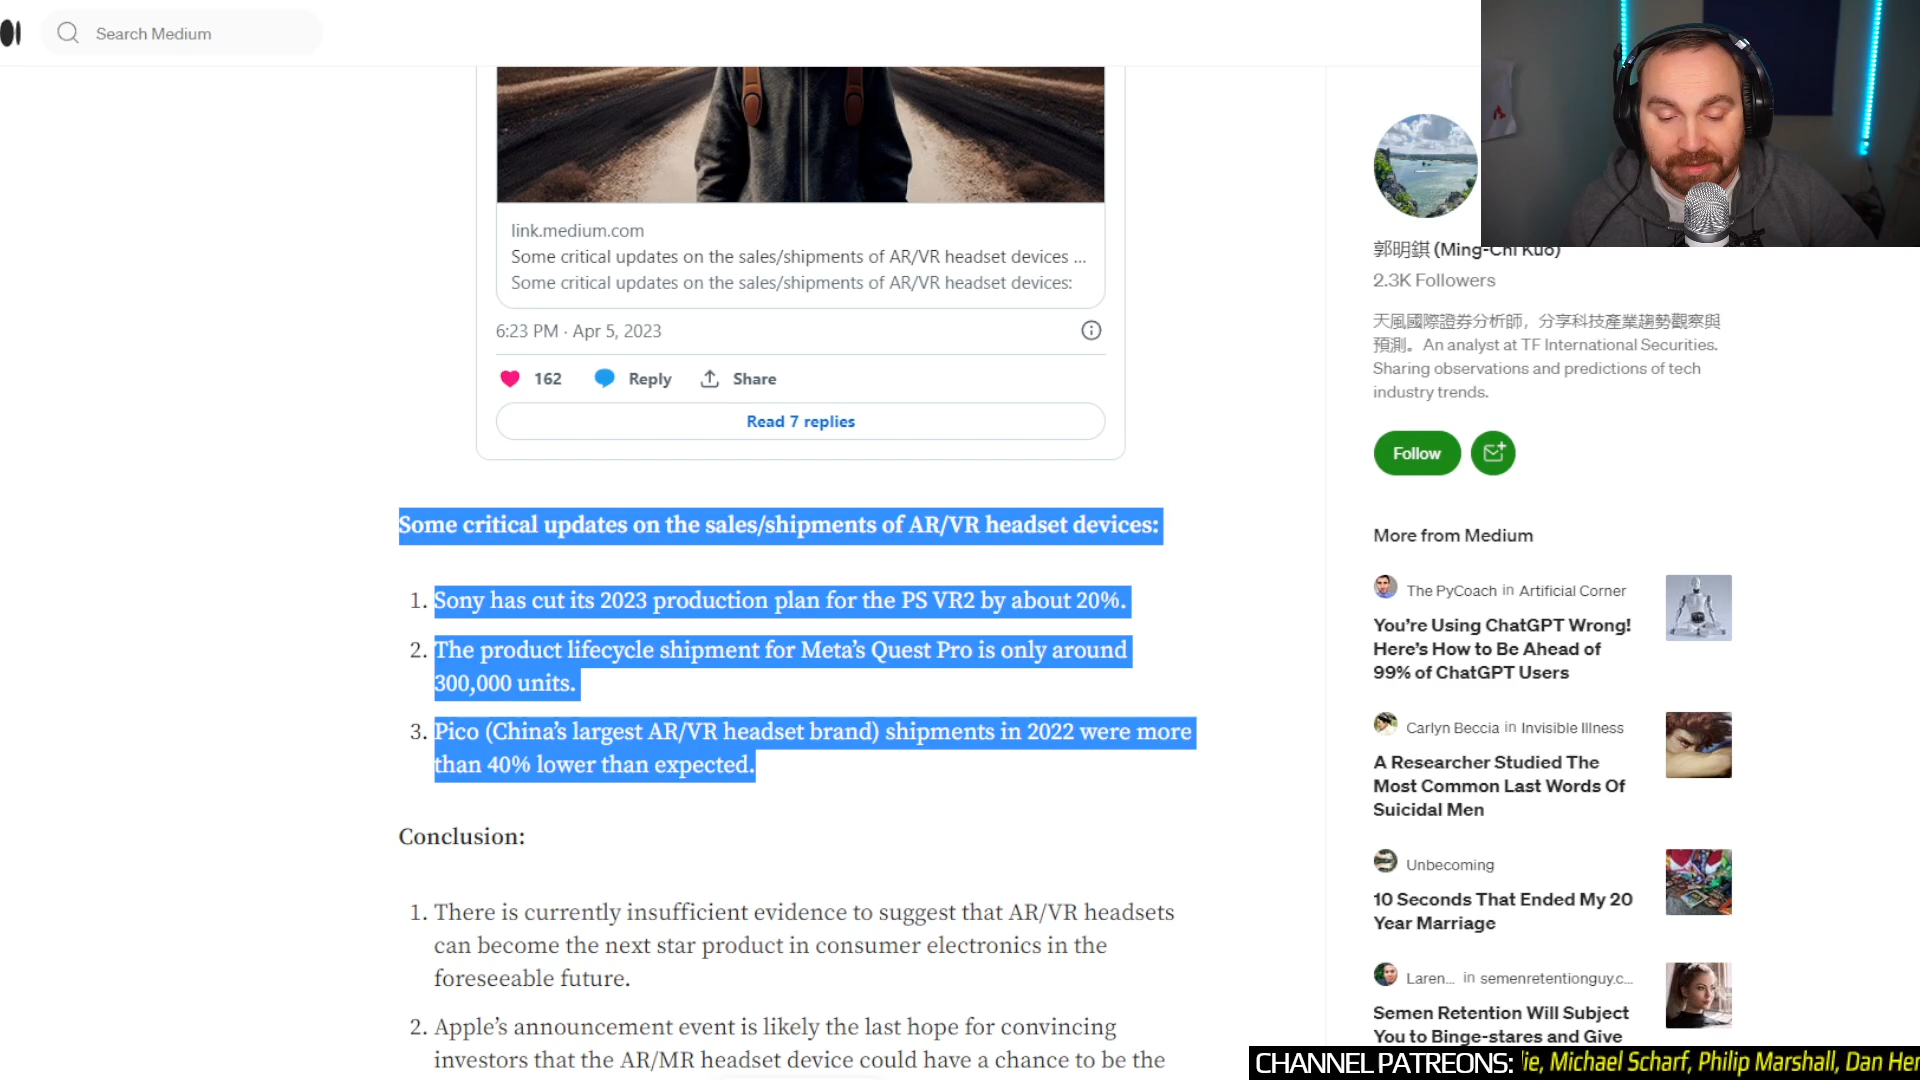 Search Medium
link.medium.com
Some critical updates on the sales/shipments of AR/VR headset devices ...
Some critical updates on the sales/shipments of AR/VR headset devices:
6:23 PM · Apr 5, 2023
162
Reply
Share
Read 7 replies
Some critical updates on the sales/shipments of AR/VR headset devices:
1. Sony has cut its 2023 production plan for the PS VR2 by about 20%.
2. The product lifecycle shipment for Meta's Quest Pro is only around
300,000 units.
3. Pico (China's largest AR/VR headset brand) shipments in 2022 were more
than 40% lower than expected.
Conclusion:
1. There is currently insufficient evidence to suggest that AR/VR headsets
can become the next star product in consumer electronics in the
foreseeable future.
2. Apple's announcement event is likely the last hope for convincing
investors that the AR/MR headset device could have a chance to be the
郭明錤 (Ming-Chi Kuo)
2.3K Followers
天風國際證券分析師，分享科技產業趨勢觀察與
預測。An analyst at TF International Securities.
Sharing observations and predictions of tech
industry trends.
Follow
More from Medium
The PyCoach in Artificial Corner
You're Using ChatGPT Wrong!
Here's How to Be Ahead of
99% of ChatGPT Users
Carlyn Beccia in Invisible Illness
A Researcher Studied The
Most Common Last Words Of
Suicidal Men
Unbecoming
10 Seconds That Ended My 20
Year Marriage
Laren... in semenretentionguy.c...
Semen Retention Will Subject
You to Binge-stares and Give
CHANNEL PATREONS: ie, Michael Scharf, Philip Marshall, Dan Her